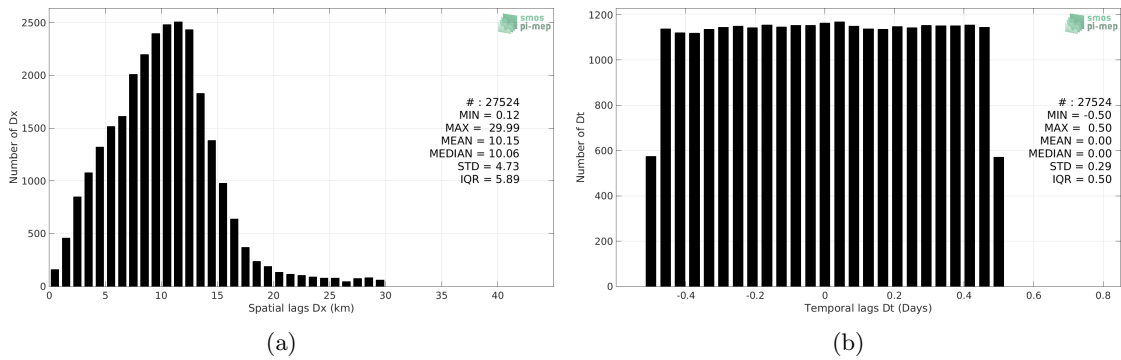 smos
pi-mep
2500
2000
1500
1000
500
0
Number of Dx
# : 27524
MIN = 0.12
MAX = 29.99
MEAN = 10.15
MEDIAN = 10.06
STD = 4.73
IQR = 5.89
0 5 10 15 20 25 30 35 40
Spatial lags Dx (km)
(a)
smos
pi-mep
1200
1000
800
600
400
200
0
Number of Dt
# : 27524
MIN = -0.50
MAX = 0.50
MEAN = 0.00
MEDIAN = 0.00
STD = 0.29
IQR = 0.50
-0.4 -0.2 0 0.2 0.4 0.6 0.8
Temporal lags Dt (Days)
(b)